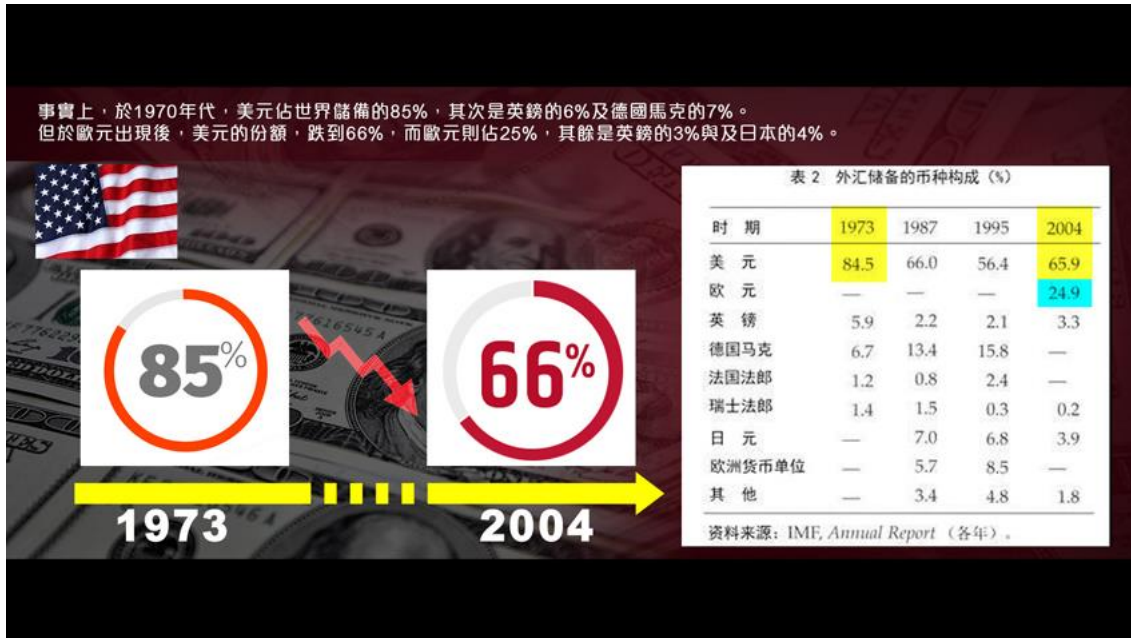 事實上，於1970年代，美元佔世界儲備的85%，其次是英鎊的6%及德國馬克的7%。
但於歐元出現後，美元的份額，跌到66%，而歐元則佔25%，其餘是英鎊的3%與及日本的4%。
85%
66%
1973
2004
表 2 外汇储备的币种构成（%）
时 期 1973 1987 1995 2004
美 元 84.5 66.0 56.4 65.9
欧 元 — — — 24.9
英 镑 5.9 2.2 2.1 3.3
德国马克 6.7 13.4 15.8 —
法国法郎 1.2 0.8 2.4 —
瑞士法郎 1.4 1.5 0.3 0.2
日 元 — 7.0 6.8 3.9
欧洲货币单位 — 5.7 8.5 —
其 他 — 3.4 4.8 1.8
资料来源：IMF, Annual Report （各年）.